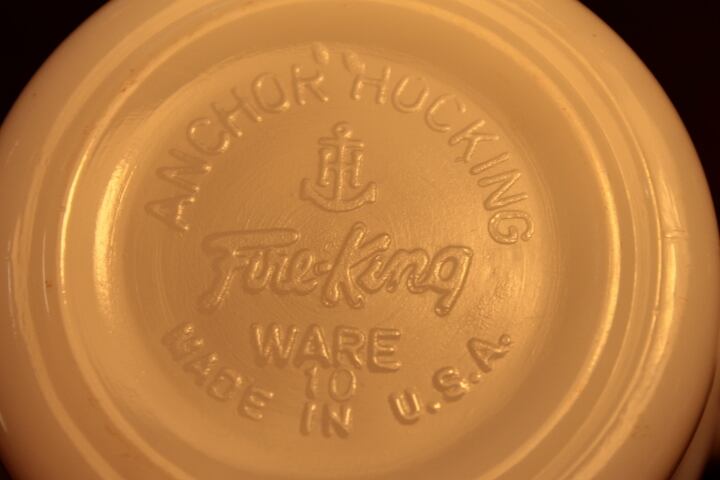 ANCHOR HOCKING
H
Fire-King
WARE
10
MADE IN U.S.A.